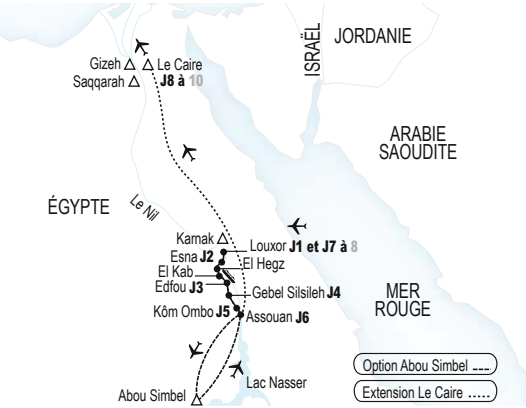 ISRAËL
JORDANIE
Gizeh
Le Caire
Saqqarah
J8 à 10
ARABIE
SAOUDITE
ÉGYPTE
Le Nil
Karnak
Louxor J1 et J7 à 8
Esna J2
El Hegz
El Kab
Edfou J3
Gebel Silsileh J4
MER
ROUGE
Kôm Ombo J5
Assouan J6
Option Abou Simbel
Lac Nasser
Abou Simbel
Extension Le Caire